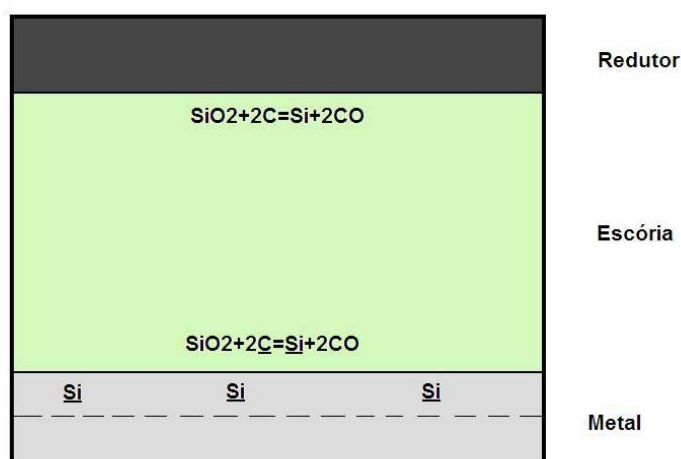 Redutor
SiO2+2C=Si+2CO
Escória
SiO2+2C=Si+2CO
Si Si Si
Metal